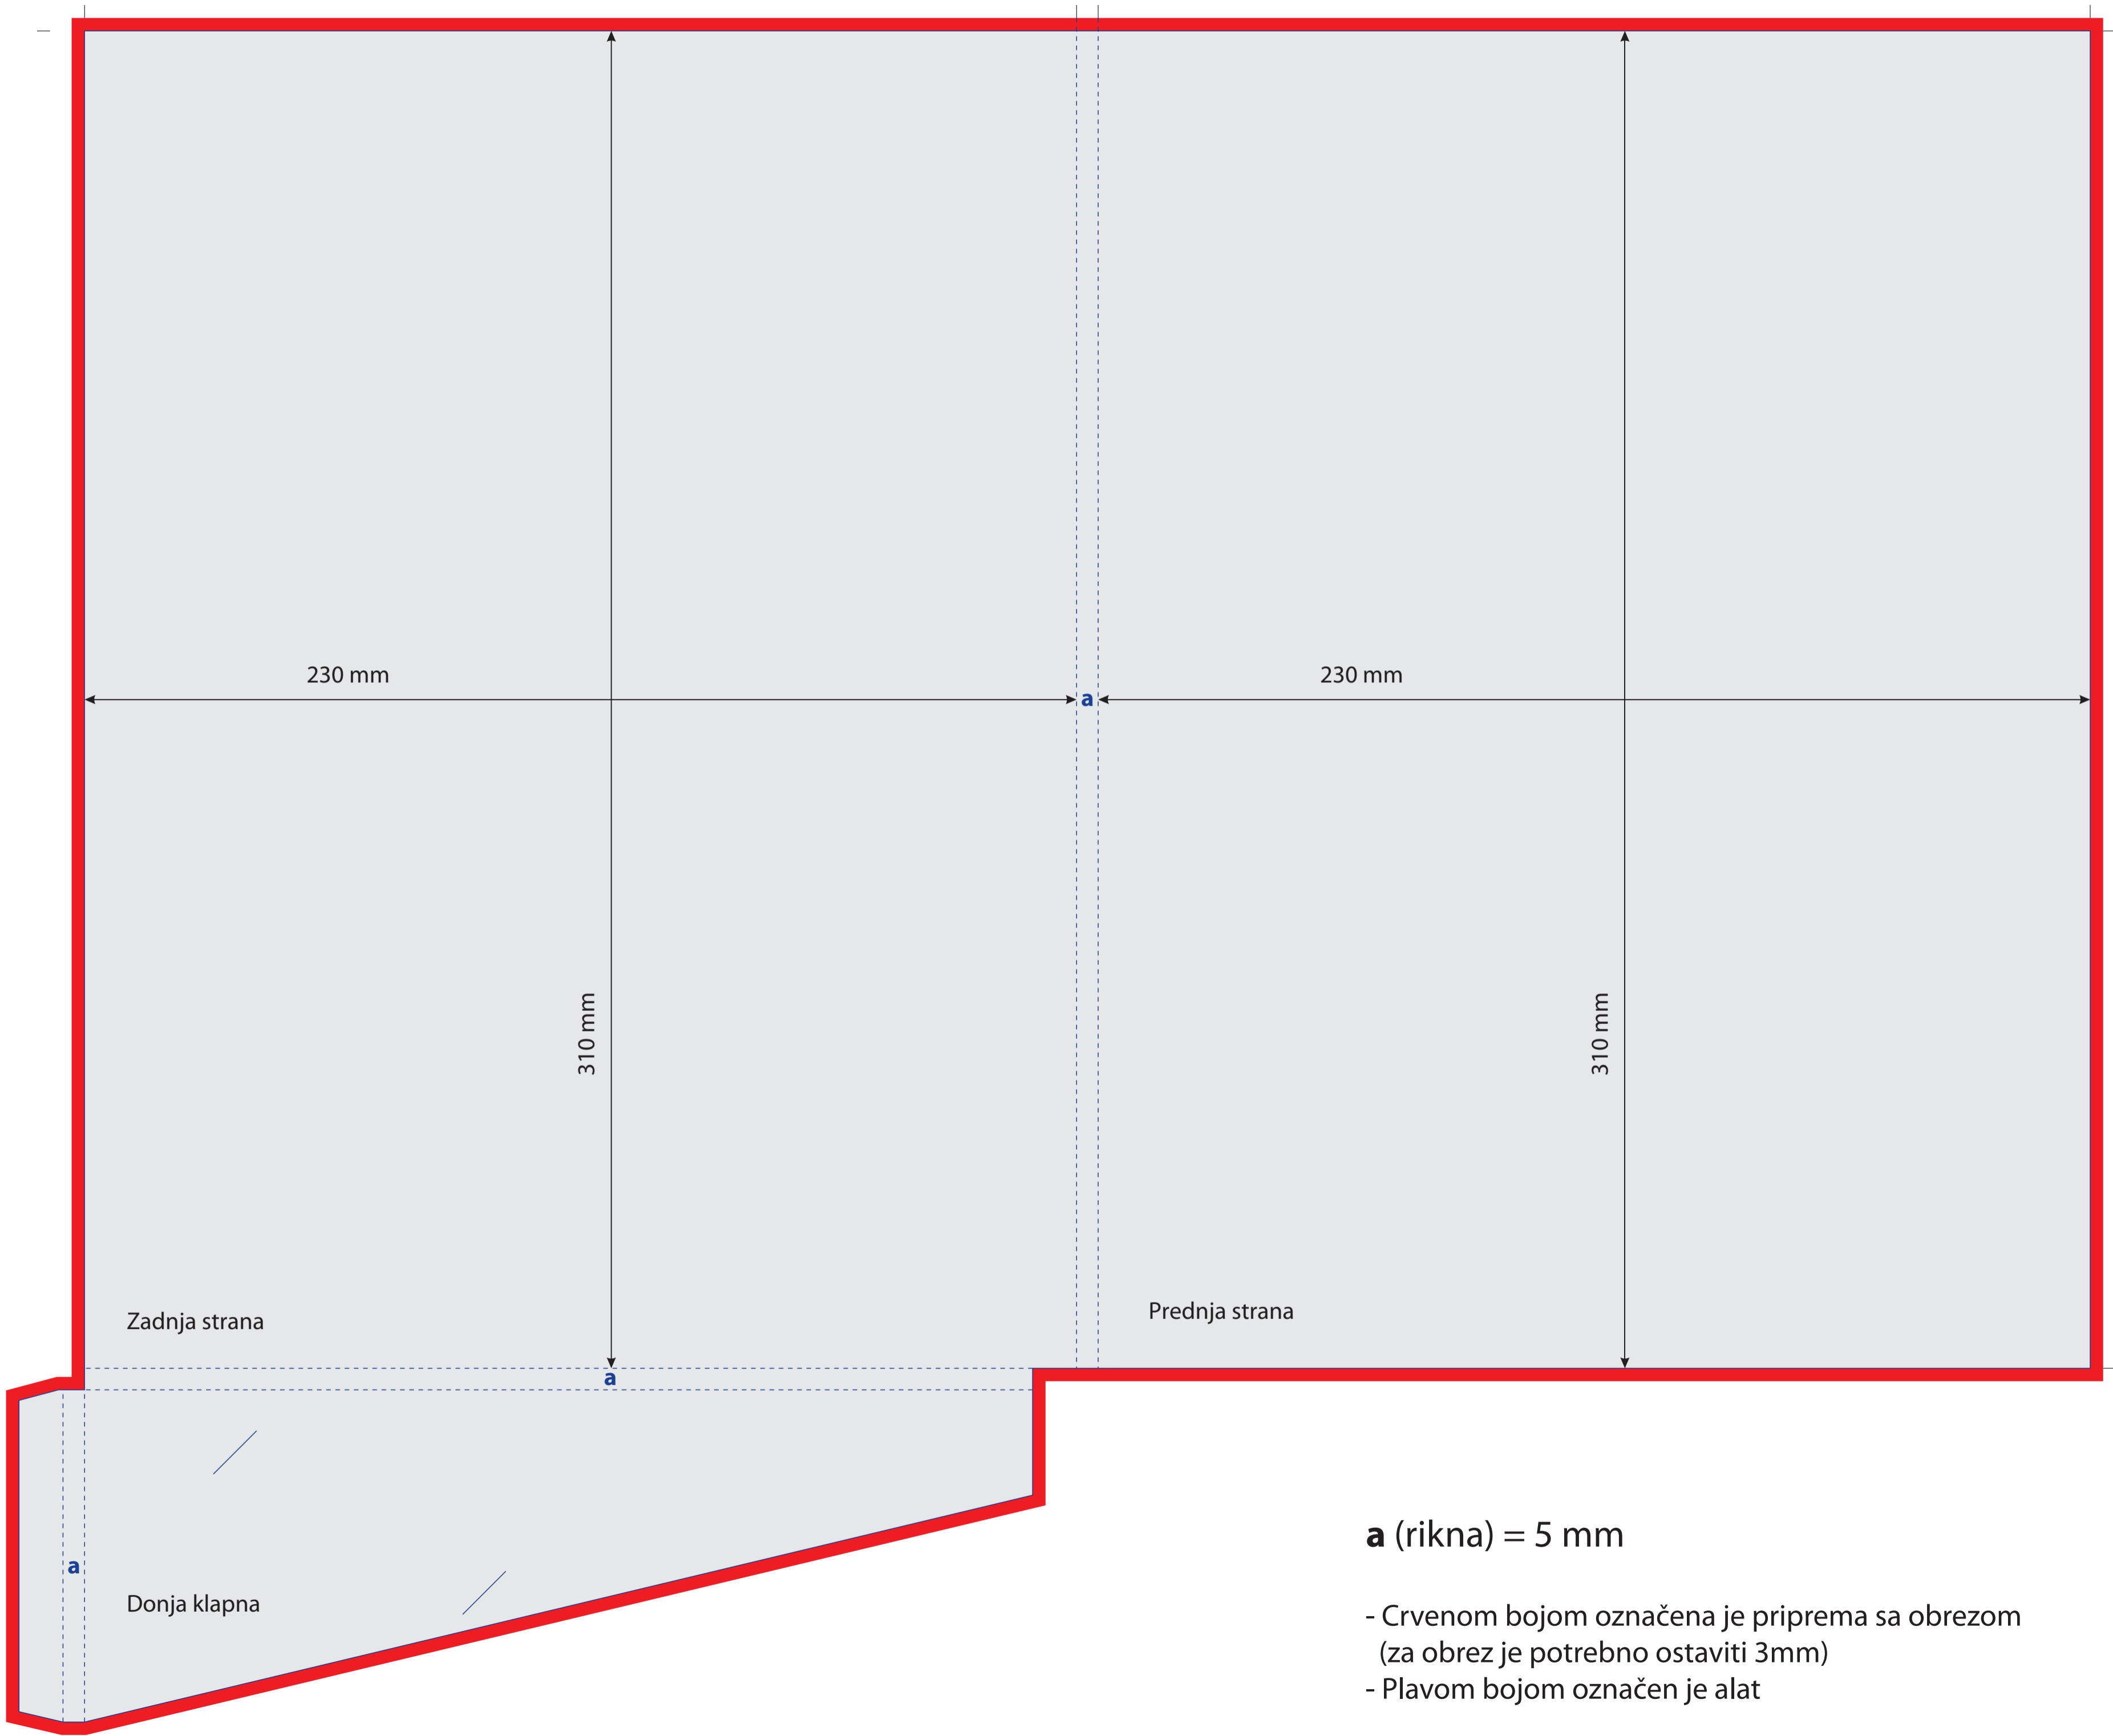 230 mm
a
230 mm
310 mm
310 mm
Zadnja strana
Prednja strana
a
a
Donja klapna
a (rikna) = 5 mm
- Crvenom bojom označena je priprema sa obrezom
(za obrez je potrebno ostaviti 3mm)
- Plavom bojom označen je alat